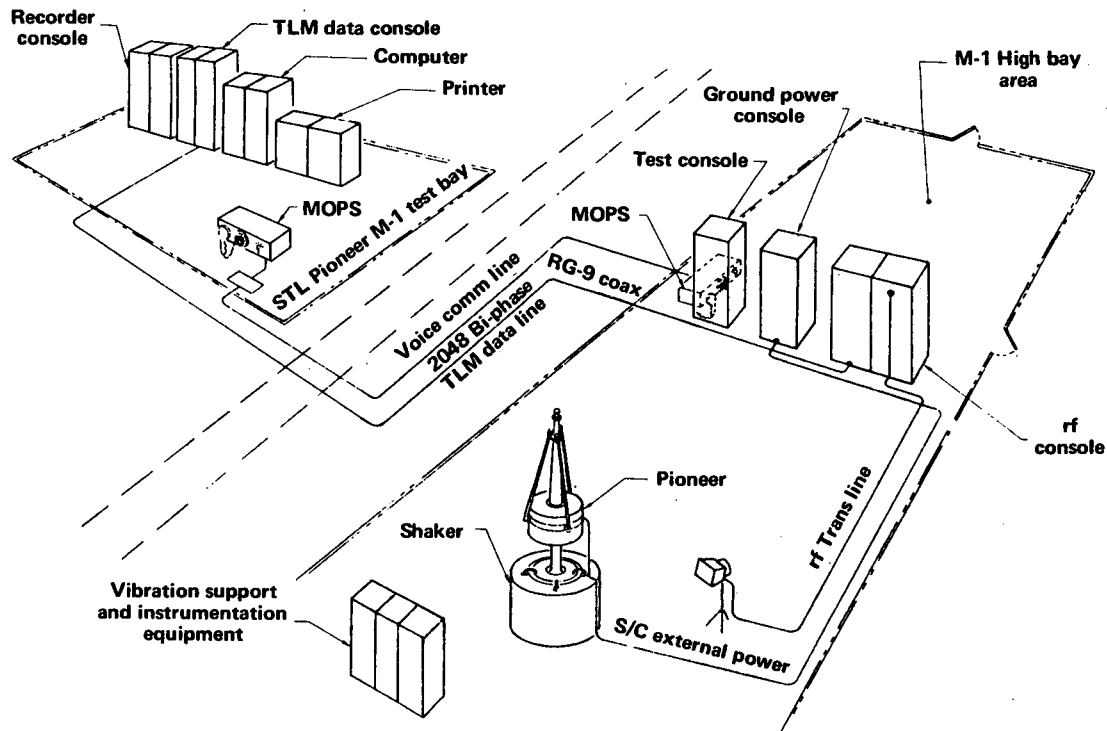 Recorder
console
TLM data console
Computer
Printer
MOPS
STL Pioneer M-1 test bay
Voice comm line
2048 Bi-phase
TLM data line
RG-9 coax
MOPS
Test console
Ground power
console
M-1 High bay
area
rf
console
rf Trans line
S/C external power
Pioneer
Shaker
Vibration support
and instrumentation
equipment